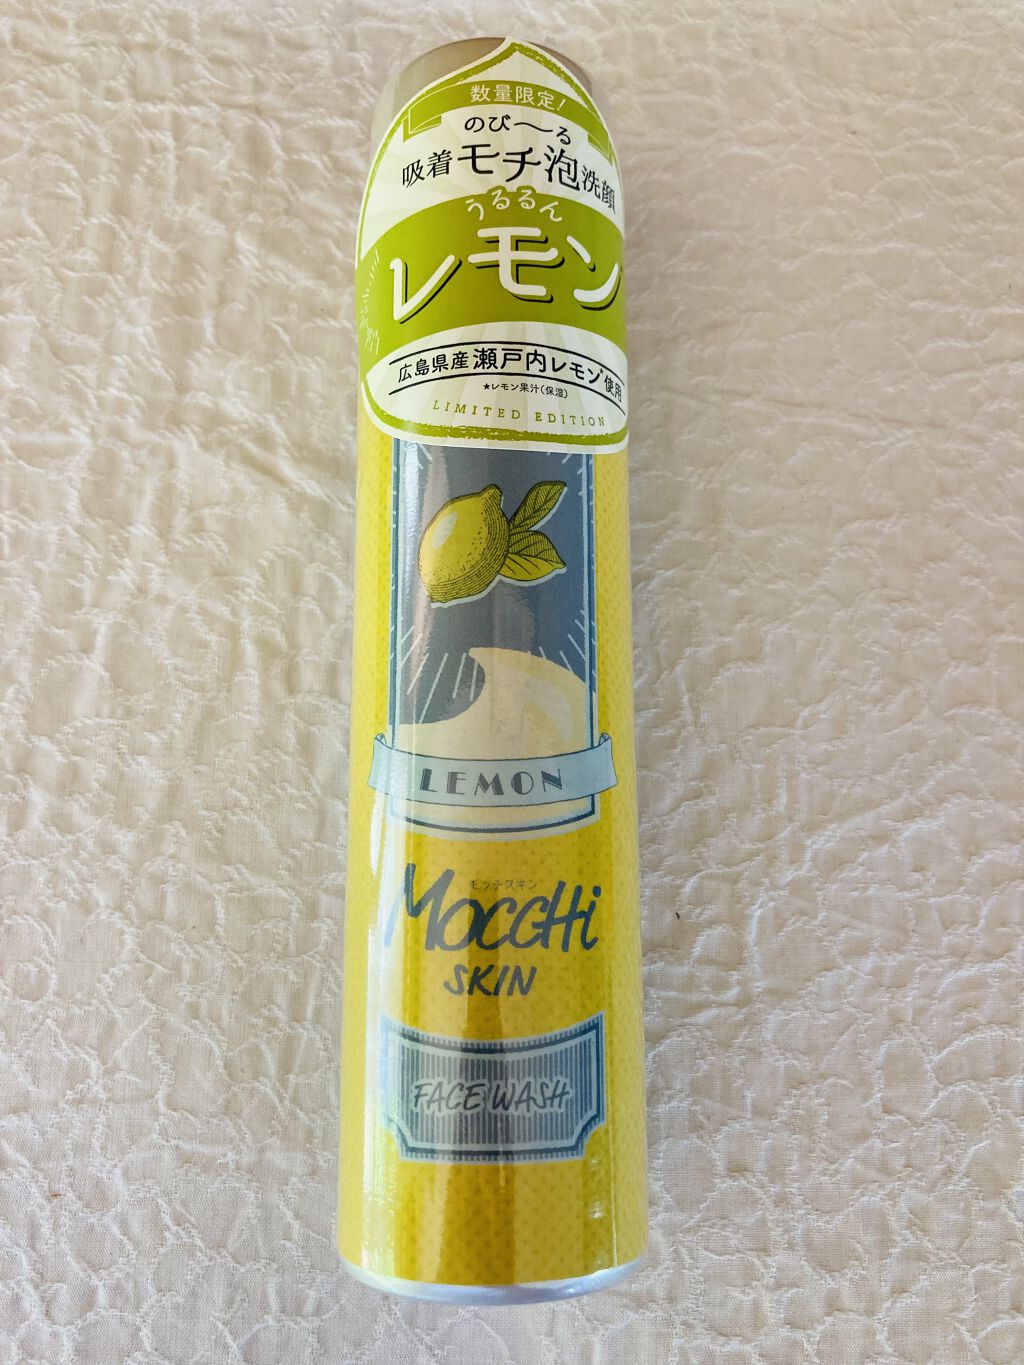 数量限定!
のび〜る
吸着モチ泡洗顔
うるるん
レモン
広島県産瀬戸内レモン★使用
★レモン果汁(保湿)
LIMITED EDITION
LEMON
モッチスキン
MOCCHi
SKIN
FACE WASH